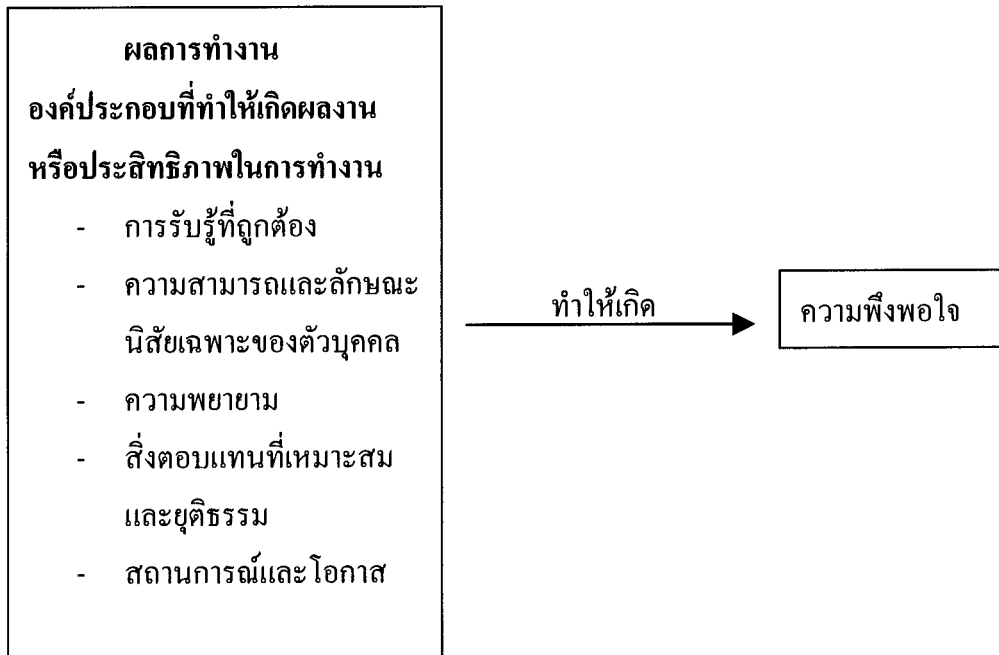 ผลการทำงาน
องค์ประกอบที่ทำให้เกิดผลงาน
หรือประสิทธิภาพในการทำงาน
- การรับรู้ที่ถูกต้อง
- ความสามารถและลักษณะ
นิสัยเฉพาะของตัวบุคคล
- ความพยายาม
- สิ่งตอบแทนที่เหมาะสม
และยุติธรรม
- สถานการณ์และโอกาส
ทำให้เกิด
ความพึงพอใจ